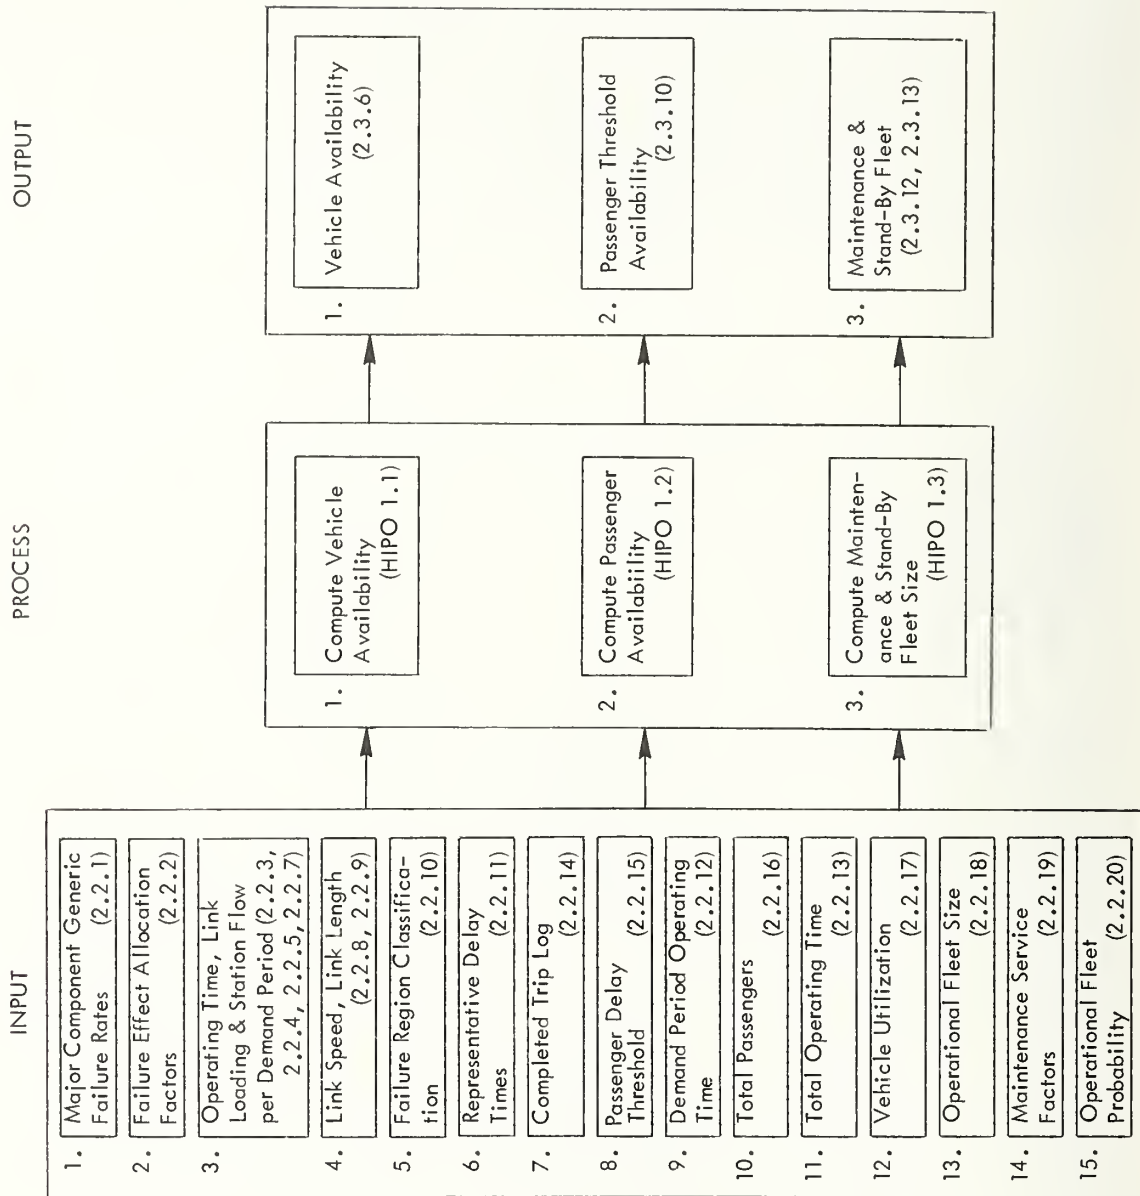 INPUT
1. Major Component Generic
Failure Rates (2.2.1)
2. Failure Effect Allocation
Factors (2.2.2)
3. Operating Time, Link
Loading & Station Flow
per Demand Period (2.2.3,
2.2.4, 2.2.5, 2.2.7)
4. Link Speed, Link Length
(2.2.8, 2.2.9)
5. Failure Region Classifica-
tion (2.2.10)
6. Representative Delay
Times (2.2.11)
7. Completed Trip Log
(2.2.14)
8. Passenger Delay
Threshold (2.2.15)
9. Demand Period Operating
Time (2.2.12)
10. Total Passengers
(2.2.16)
11. Total Operating Time
(2.2.13)
12. Vehicle Utilization
(2.2.17)
13. Operational Fleet Size
(2.2.18)
14. Maintenance Service
Factors (2.2.19)
15. Operational Fleet
Probability (2.2.20)
PROCESS
1. Compute Vehicle
Availability
(HIPO 1.1)
2. Compute Passenger
Availabiility
(HIPO 1.2)
3. Compute Mainten-
ance & Stand-By
Fleet Size
(HIPO 1.3)
OUTPUT
1. Vehicle Availability
(2.3.6)
2. Passenger Threshold
Availability
(2.3.10)
3. Maintenance &
Stand-By Fleet
(2.3.12, 2.3.13)